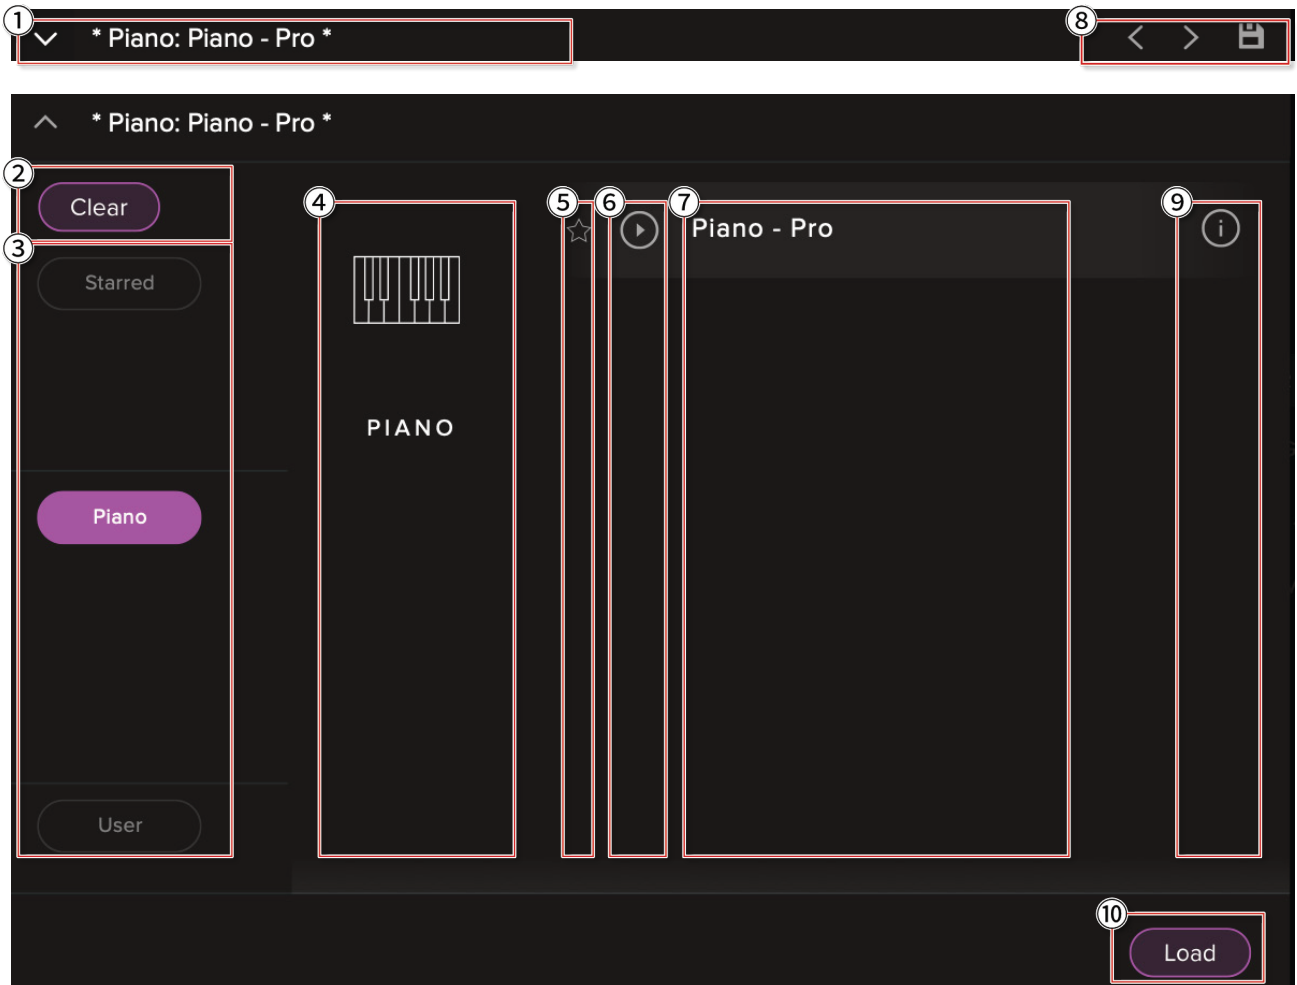 ①
* Piano: Piano - Pro *
⑧
* Piano: Piano - Pro *
②
Clear
③
Starred
Piano
User
④
PIANO
⑤
⑥
⑦
Piano - Pro
⑨
i
⑩
Load